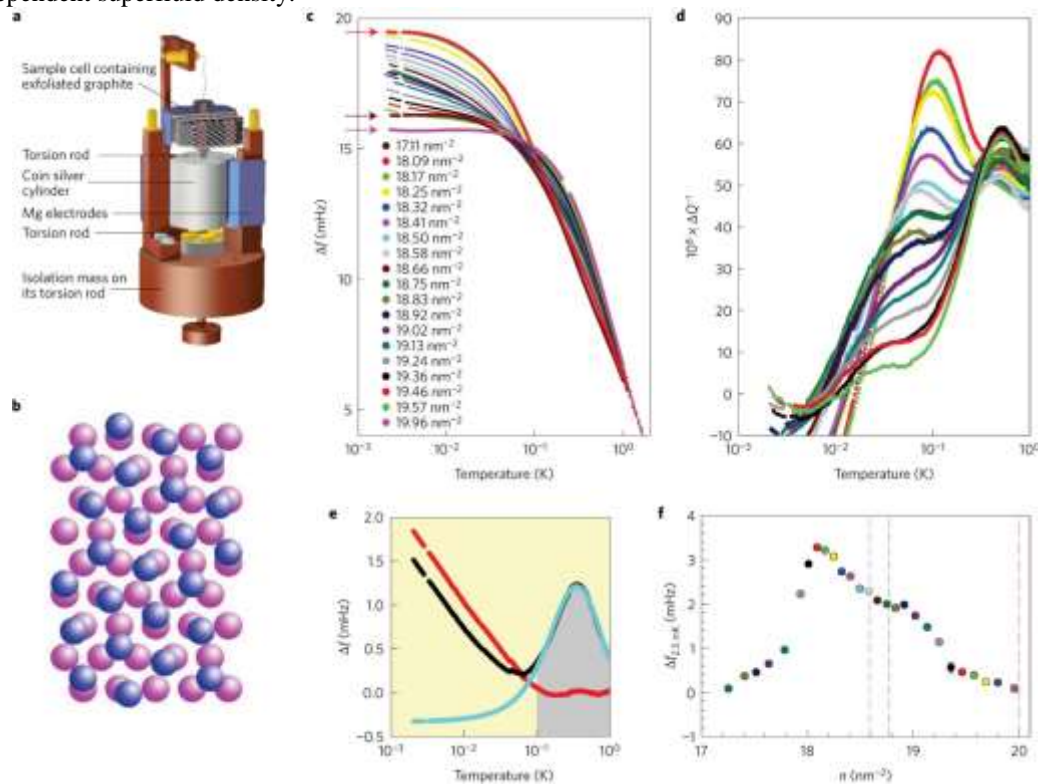 pendent superfluid density.
a
Sample cell containing
exfoliated graphite
Torsion rod
Coin silver
cylinder
Mg electrodes
Torsion rod
Isolation mass on
its torsion rod
b
c
20
15
10
5
Δf (mHz)
17.11 nm⁻²
18.09 nm⁻²
18.17 nm⁻²
18.25 nm⁻²
18.32 nm⁻²
18.41 nm⁻²
18.50 nm⁻²
18.58 nm⁻²
18.66 nm⁻²
18.75 nm⁻²
18.83 nm⁻²
18.92 nm⁻²
19.02 nm⁻²
19.13 nm⁻²
19.24 nm⁻²
19.36 nm⁻²
19.46 nm⁻²
19.57 nm⁻²
19.96 nm⁻²
10⁻³ 10⁻² 10⁻¹ 10⁰
Temperature (K)
d
90
80
70
60
50
40
30
20
10
0
−10
10⁻³ 10⁻² 10⁻¹ 10⁰
Temperature (K)
e
2.0
1.5
1.0
0.5
0.0
−0.5
Δf (mHz)
10⁻³ 10⁻² 10⁰
Temperature (K)
f
4
3
2
1
0
−1
17 18 19 20
n (nm⁻²)